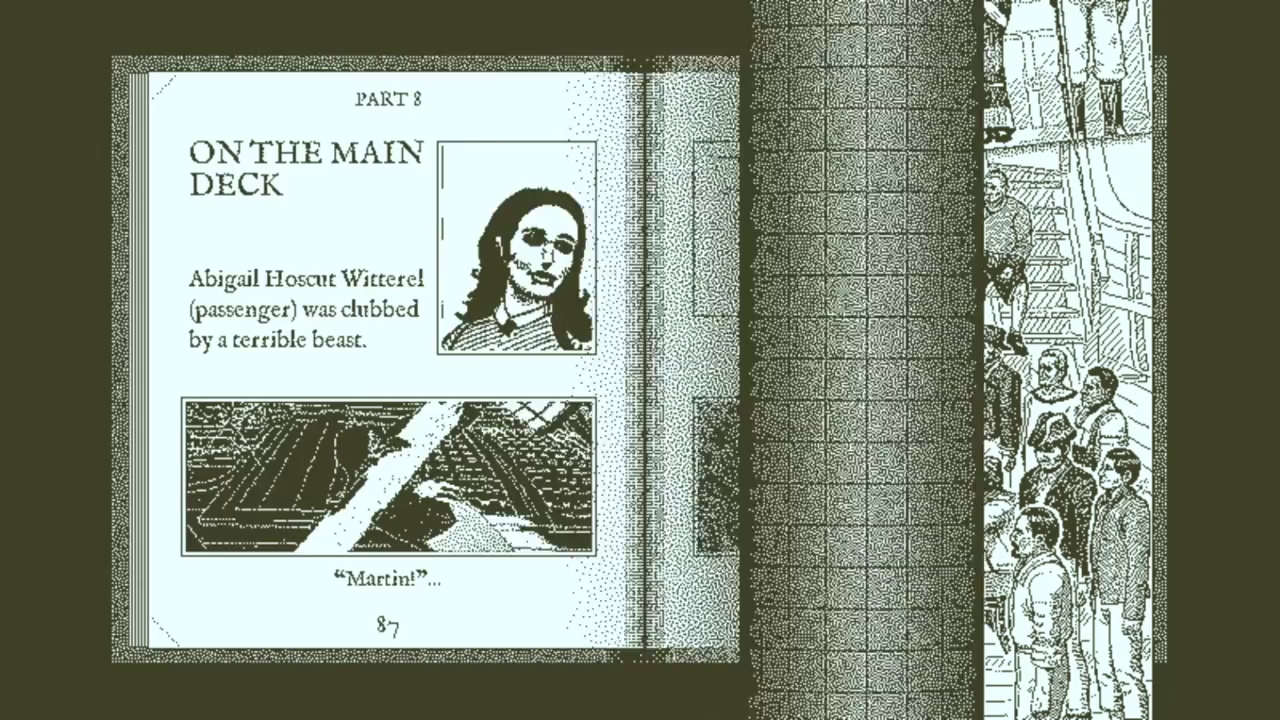 PART 8
ON THE MAIN
DECK
Abigail Hoscut Witterel
(passenger) was clubbed
by a terrible beast.
“Martin!”...
87